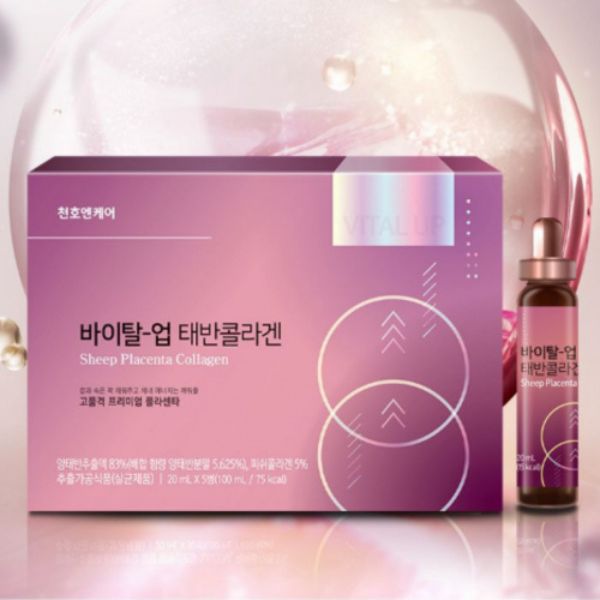 천호엔케어
VITAL UP
바이탈-업 태반콜라겐
Sheep Placenta Collagen
고품격 프리미엄 플라센타
양태반추출액 83%(배합 함량 양태반분말 5.625%), 피쉬콜라겐 5%
추출가공식품(살균제품) | 20 mL X 5병(100 mL / 75 kcal)
바이탈-업
태반콜라겐
Sheep Placenta
20 mL
(15 kcal)